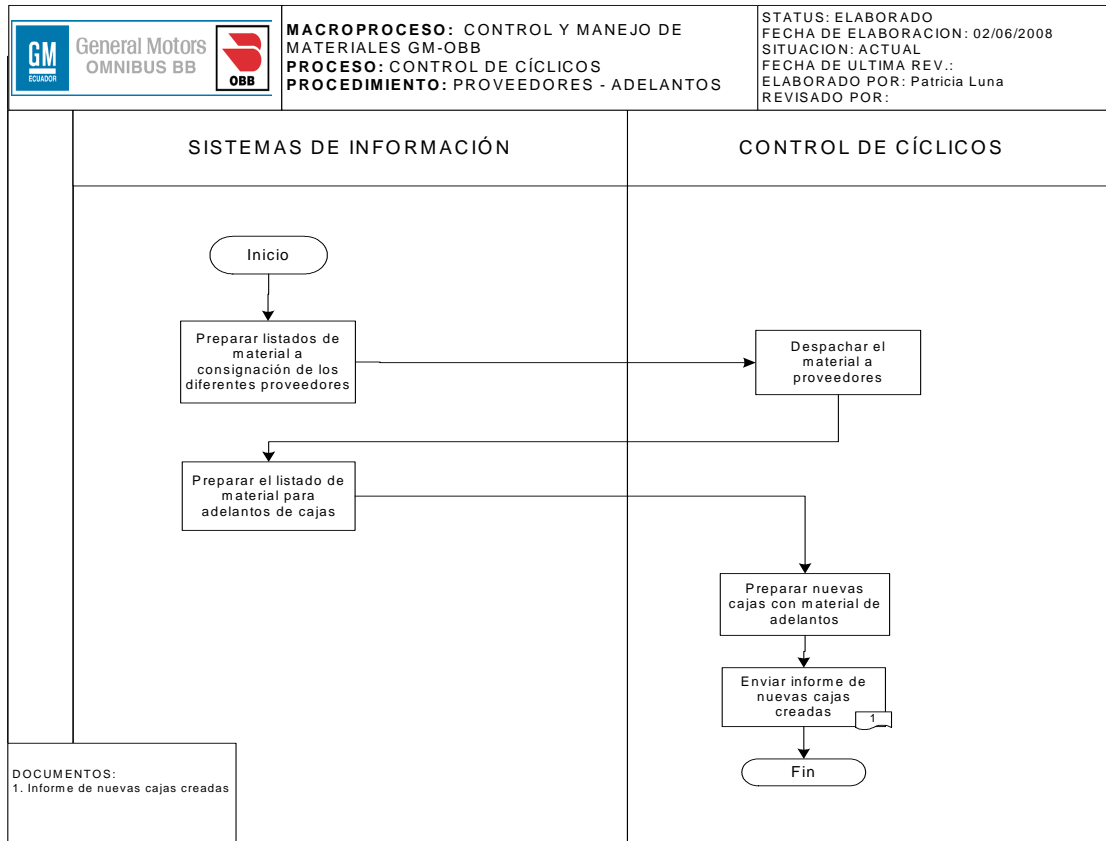 GM
ECUADOR
General Motors
OMNIBUS BB
OBB
MACROPROCESO: CONTROL Y MANEJO DE
MATERIALES GM-OBB
PROCESO: CONTROL DE CÍCLICOS
PROCEDIMIENTO: PROVEEDORES - ADELANTOS
STATUS: ELABORADO
FECHA DE ELABORACION: 02/06/2008
SITUACION: ACTUAL
FECHA DE ULTIMA REV.:
ELABORADO POR: Patricia Luna
REVISADO POR:
SISTEMAS DE INFORMACIÓN
CONTROL DE CÍCLICOS
Inicio
Preparar listados de
material a
consignación de los
diferentes proveedores
Despachar el
material a
proveedores
Preparar el listado de
material para
adelantos de cajas
Preparar nuevas
cajas con material de
adelantos
Enviar informe de
nuevas cajas
creadas
1
Fin
DOCUMENTOS:
1. Informe de nuevas cajas creadas